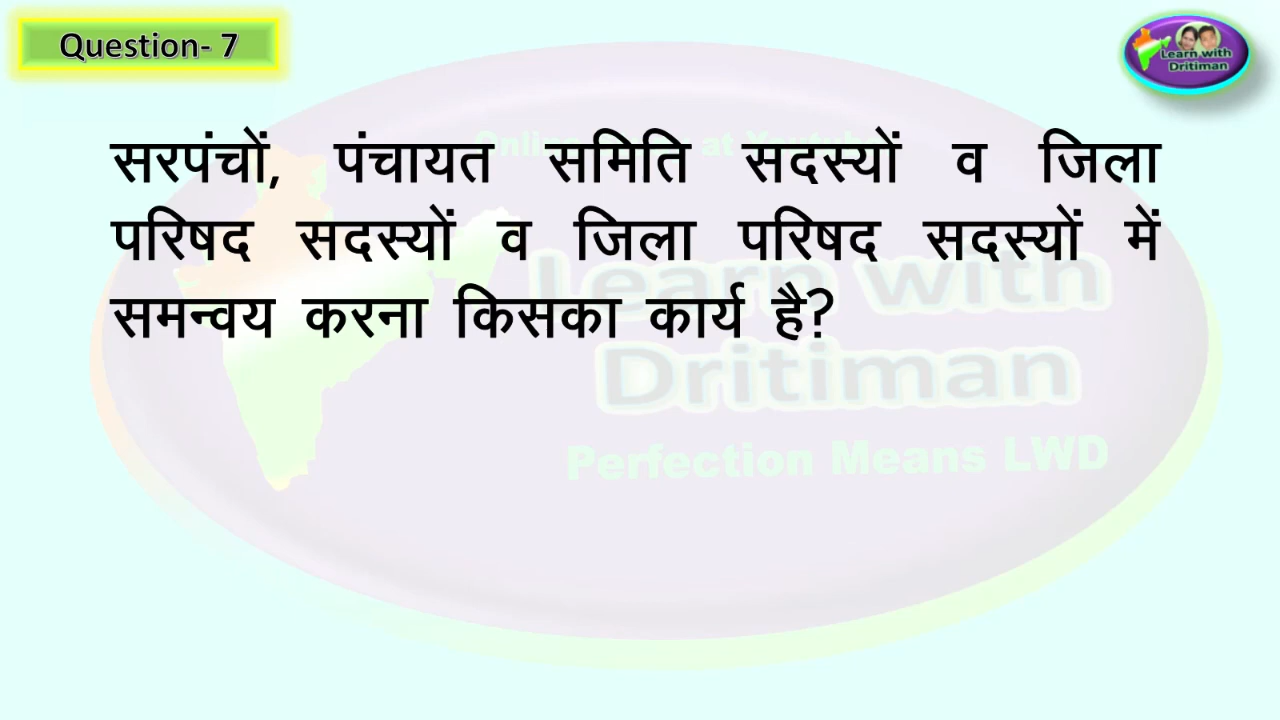 Question- 7
Learn with
Dritiman
सरपंचों, पंचायत समिति सदस्यों व जिला
परिषद सदस्यों व जिला परिषद सदस्यों में
समन्वय करना किसका कार्य है?
Learn with
Dritiman
Perfection Means LWD